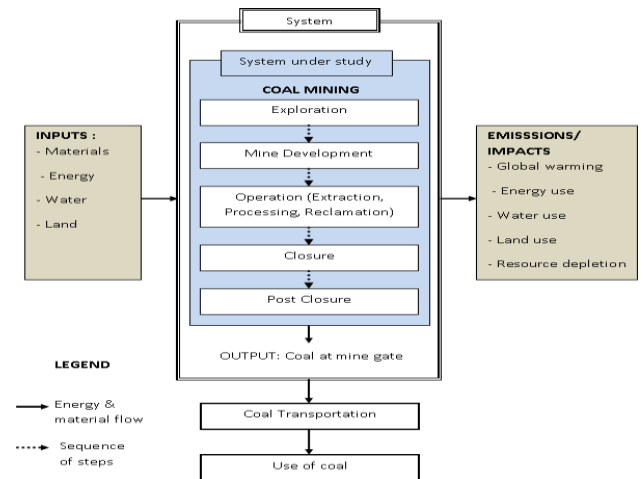 System
System under study
COAL MINING
Exploration
Mine Development
Operation (Extraction,
Processing, Reclamation)
Closure
Post Closure
OUTPUT: Coal at mine gate
Coal Transportation
Use of coal
INPUTS :
- Materials
- Energy
- Water
- Land
EMISSSIONS/
IMPACTS
- Global warming
- Energy use
- Water use
- Land use
- Resource depletion
LEGEND
Energy &
material flow
Sequence
of steps